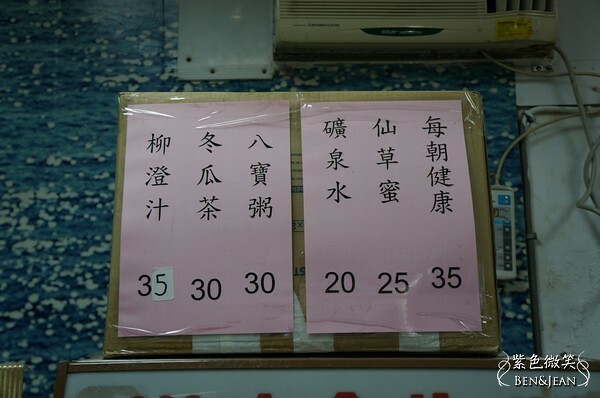 每朝健康 35
仙草蜜 25
礦泉水 20
八寶粥 30
冬瓜茶 30
柳澄汁 35
紫色微笑
BEN&JEAN